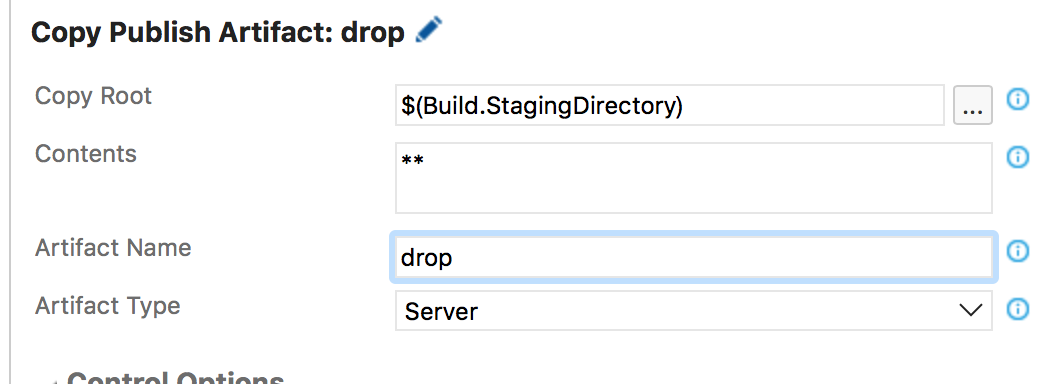 Copy Publish Artifact: drop
Copy Root
$(Build.StagingDirectory)
...
Contents
**
Artifact Name
drop
Artifact Type
Server
Control Options